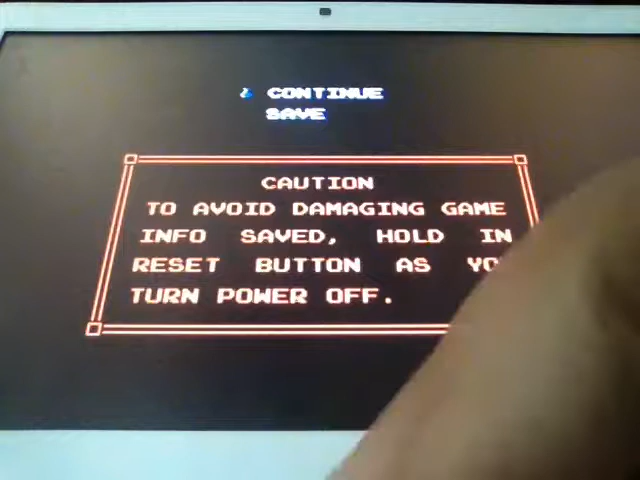 CONTINUE
SAVE
CAUTION
TO AVOID DAMAGING GAME
INFO SAVED, HOLD IN
RESET BUTTON AS
TURN POWER OFF.